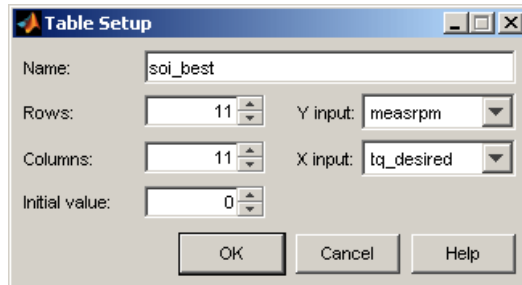 Table Setup
Name: soi_best
Rows: 11 Y input: measrpm
Columns: 11 X input: tq_desired
Initial value: 0
OK Cancel Help